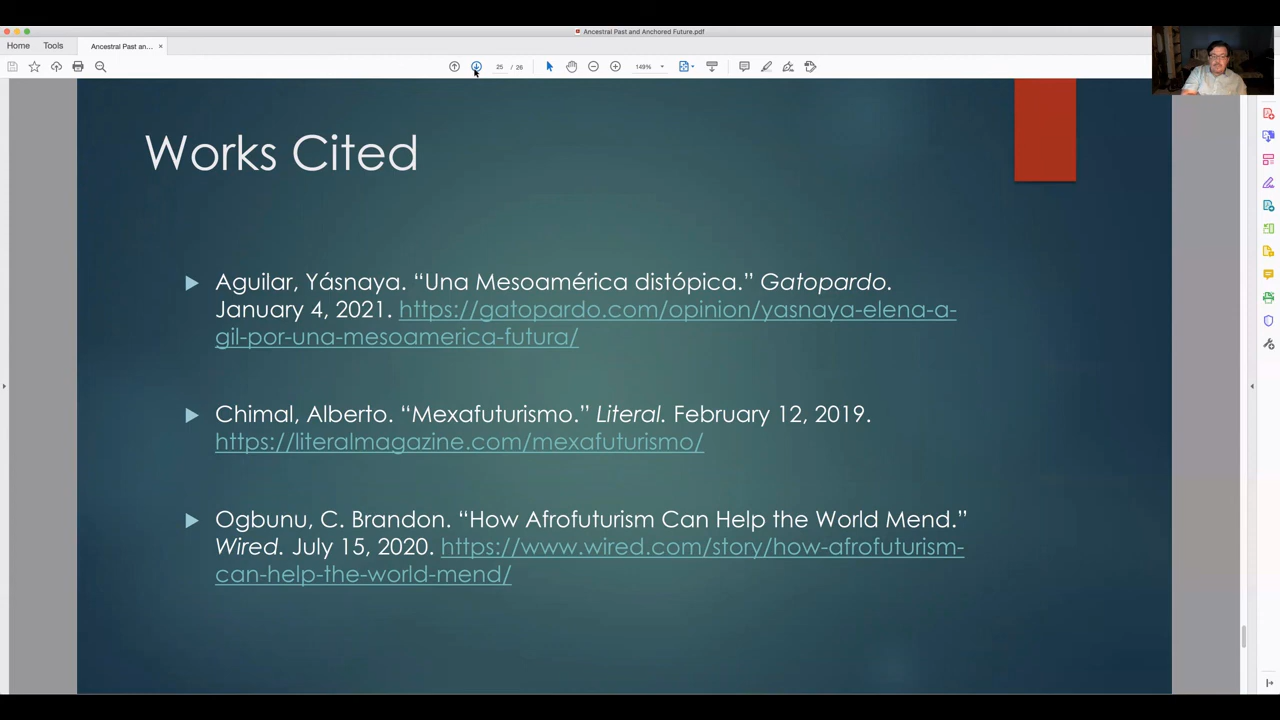 Ancestral Past and Anchored Future.pdf
Home Tools Ancestral Past an... ×
25 / 26 149%
Works Cited
Aguilar, Yásnaya. “Una Mesoamérica distópica.” Gatopardo.
January 4, 2021. https://gatopardo.com/opinion/yasnaya-elena-a-
gil-por-una-mesoamerica-futura/
Chimal, Alberto. “Mexafuturismo.” Literal. February 12, 2019.
https://literalmagazine.com/mexafuturismo/
Ogbunu, C. Brandon. “How Afrofuturism Can Help the World Mend.”
Wired. July 15, 2020. https://www.wired.com/story/how-afrofuturism-
can-help-the-world-mend/